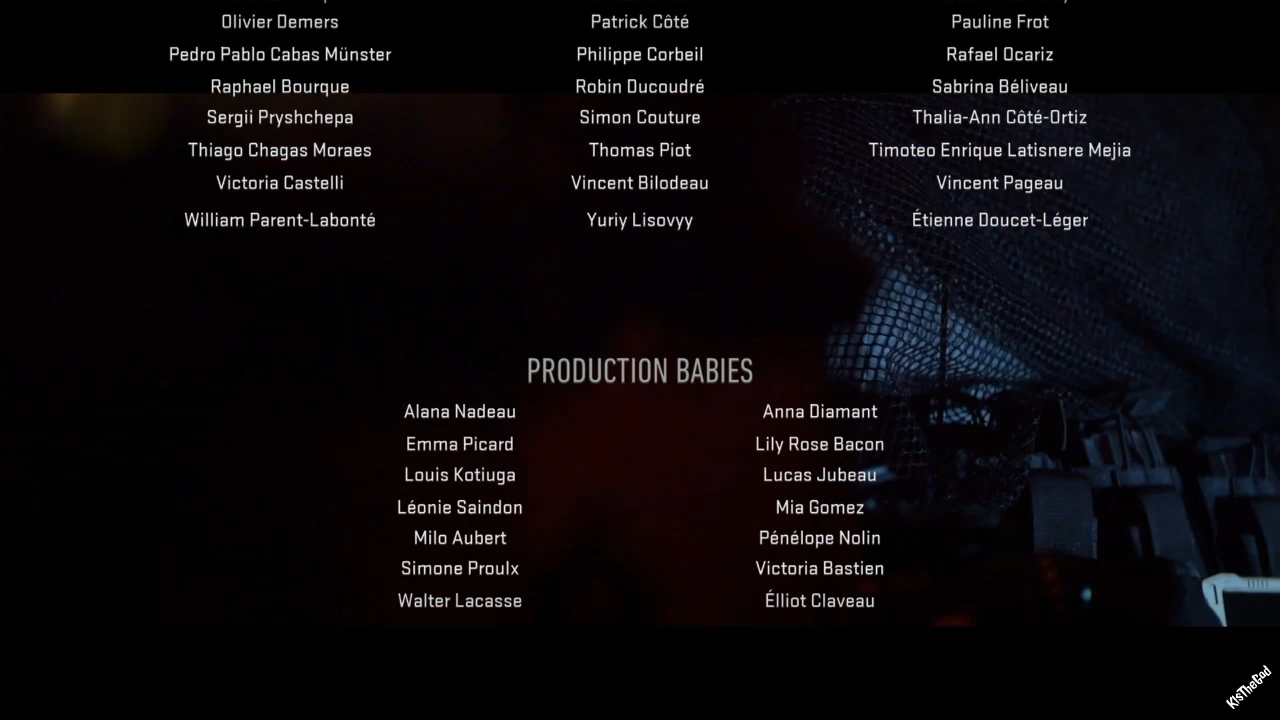 Olivier Demers Patrick Côté Pauline Frot
Pedro Pablo Cabas Münster Philippe Corbeil Rafael Ocariz
Raphael Bourque Robin Ducoudré Sabrina Béliveau
Sergii Pryshchepa Simon Couture Thalia-Ann Côté-Ortiz
Thiago Chagas Moraes Thomas Piot Timoteo Enrique Latisnere Mejia
Victoria Castelli Vincent Bilodeau Vincent Pageau
William Parent-Labonté Yuriy Lisovyy Étienne Doucet-Léger
PRODUCTION BABIES
Alana Nadeau Anna Diamant
Emma Picard Lily Rose Bacon
Louis Kotiuga Lucas Jubeau
Léonie Saindon Mia Gomez
Milo Aubert Pénélope Nolin
Simone Proulx Victoria Bastien
Walter Lacasse Élliot Claveau
KIsTheGod